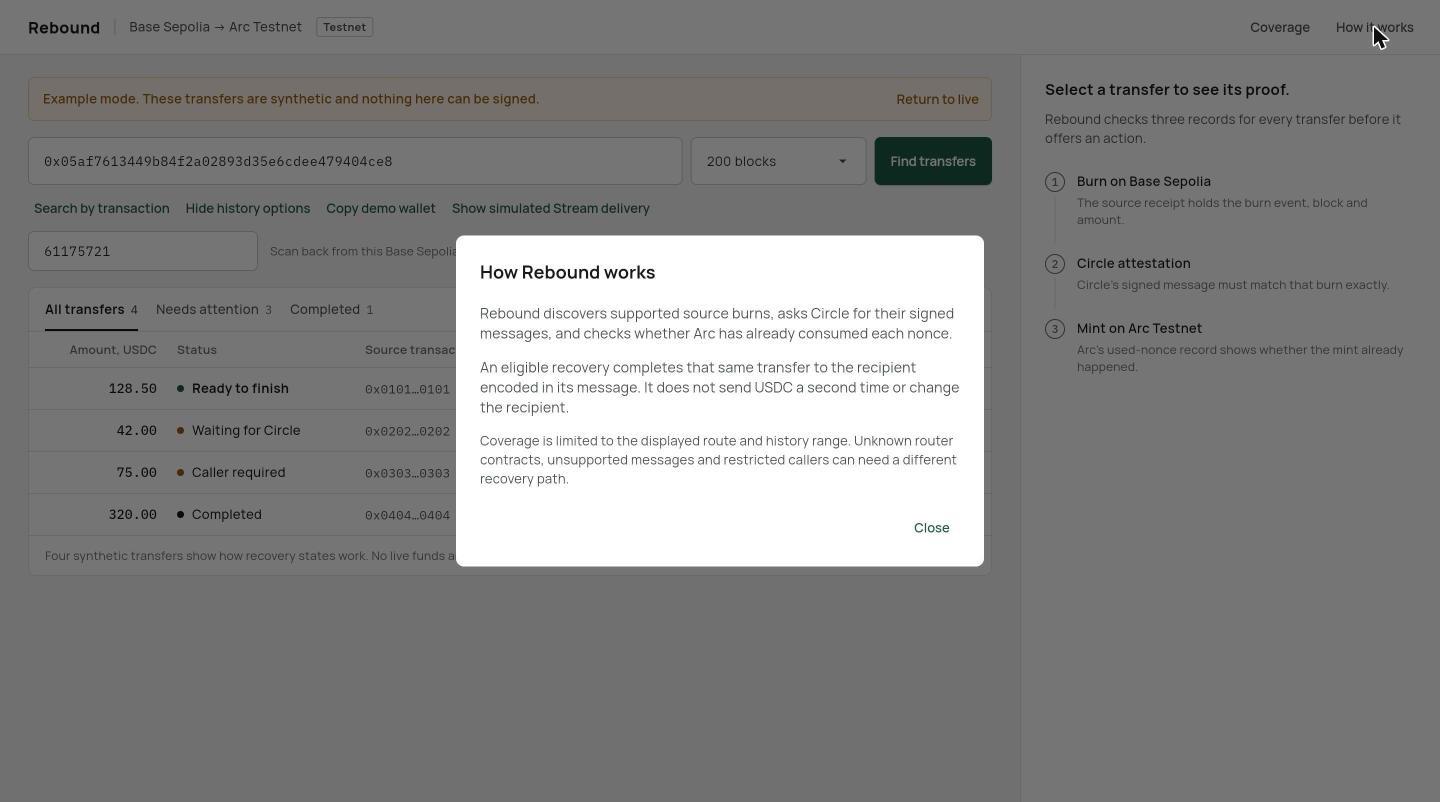 Rebound
Base Sepolia → Arc Testnet
Testnet
Coverage
How it works
Example mode. These transfers are synthetic and nothing here can be signed.
Return to live
0x05af7613449b84f2a02893d35e6cdee479404ce8
200 blocks
Find transfers
Search by transaction
Hide history options
Copy demo wallet
Show simulated Stream delivery
61175721
Scan back from this Base Sepolia
All transfers 4
Needs attention 3
Completed 1
Amount, USDC
Status
Source transac
128.50
Ready to finish
0x0101…0101
42.00
Waiting for Circle
0x0202…0202
75.00
Caller required
0x0303…0303
320.00
Completed
0x0404…0404
Four synthetic transfers show how recovery states work. No live funds a
How Rebound works
Rebound discovers supported source burns, asks Circle for their signed
messages, and checks whether Arc has already consumed each nonce.
An eligible recovery completes that same transfer to the recipient
encoded in its message. It does not send USDC a second time or change
the recipient.
Coverage is limited to the displayed route and history range. Unknown router
contracts, unsupported messages and restricted callers can need a different
recovery path.
Close
Select a transfer to see its proof.
Rebound checks three records for every transfer before it
offers an action.
1
Burn on Base Sepolia
The source receipt holds the burn event, block and
amount.
2
Circle attestation
Circle's signed message must match that burn exactly.
3
Mint on Arc Testnet
Arc's used-nonce record shows whether the mint already
happened.